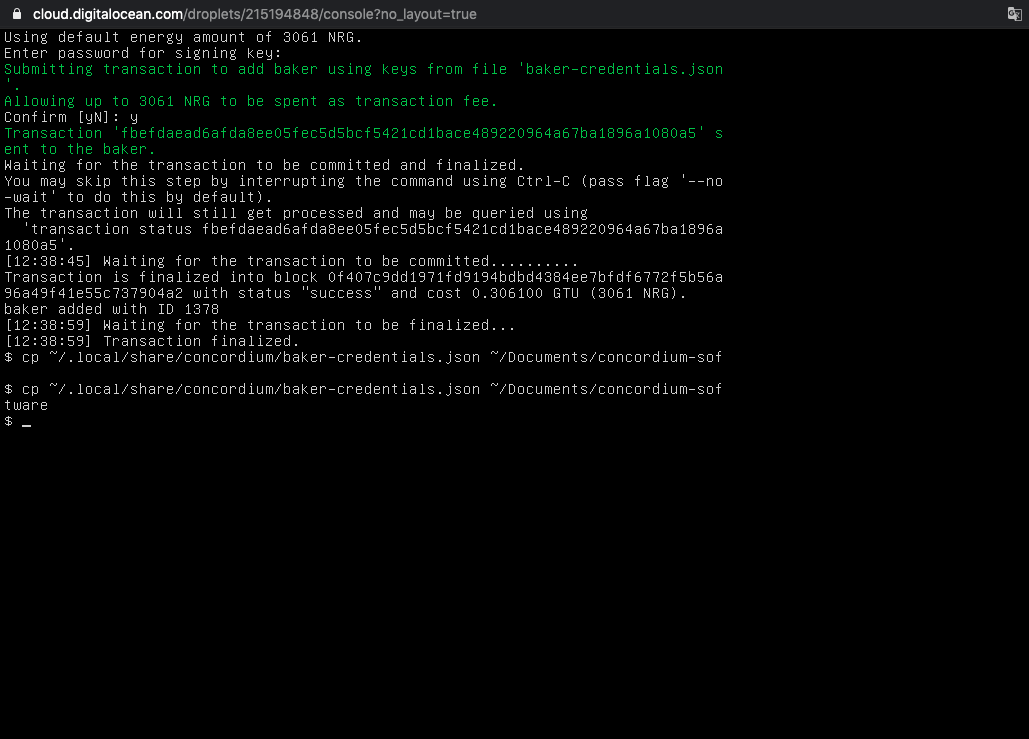 cloud.digitalocean.com/droplets/215194848/console?no_layout=true
Using default energy amount of 3061 NRG.
Enter password for signing key:
Submitting transaction to add baker using keys from file 'baker-credentials.json
'.
Allowing up to 3061 NRG to be spent as transaction fee.
Confirm [yN]: y
Transaction 'fbefdaead6afda8ee05fec5d5bcf5421cd1bace489220964a67ba1896a1080a5' s
ent to the baker.
Waiting for the transaction to be committed and finalized.
You may skip this step by interrupting the command using Ctrl-C (pass flag '--no
-wait' to do this by default).
The transaction will still get processed and may be queried using
  'transaction status fbefdaead6afda8ee05fec5d5bcf5421cd1bace489220964a67ba1896a
1080a5'.
[12:38:45] Waiting for the transaction to be committed..........
Transaction is finalized into block 0f407c9dd1971fd9194bdbd4384ee7bfdf6772f5b56a
96a49f41e55c737904a2 with status "success" and cost 0.306100 GTU (3061 NRG).
baker added with ID 1378
[12:38:59] Waiting for the transaction to be finalized...
[12:38:59] Transaction finalized.
$ cp ~/.local/share/concordium/baker-credentials.json ~/Documents/concordium-sof
$ cp ~/.local/share/concordium/baker-credentials.json ~/Documents/concordium-sof
tware
$ _